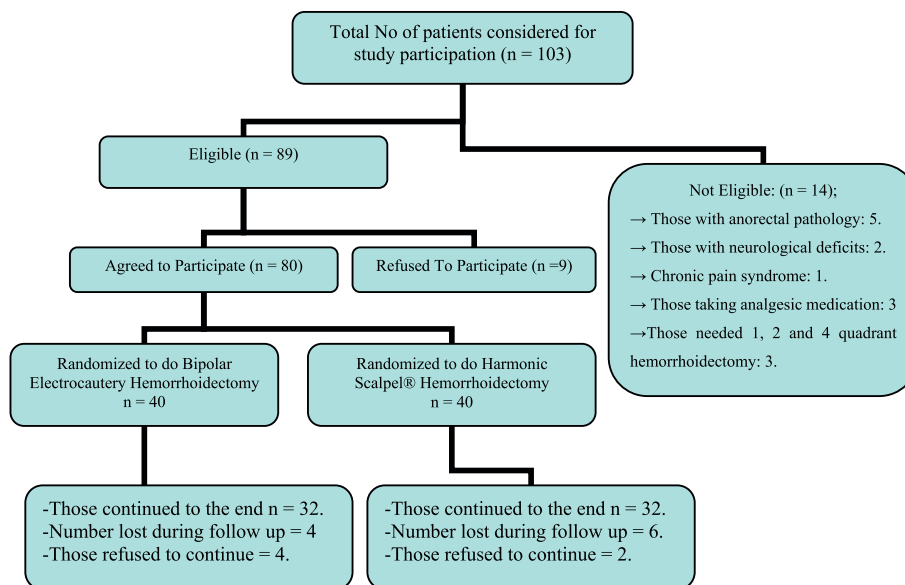 Total No of patients considered for
study participation (n = 103)
Eligible (n = 89)
Not Eligible: (n = 14);
→ Those with anorectal pathology: 5.
→ Those with neurological deficits: 2.
→ Chronic pain syndrome: 1.
→ Those taking analgesic medication: 3
→Those needed 1, 2 and 4 quadrant
hemorrhoidectomy: 3.
Agreed to Participate (n = 80)
Refused To Participate (n =9)
Randomized to do Bipolar
Electrocautery Hemorrhoidectomy
n = 40
Randomized to do Harmonic
Scalpel® Hemorrhoidectomy
n = 40
-Those continued to the end n = 32.
-Number lost during follow up = 4
-Those refused to continue = 4.
-Those continued to the end n = 32.
-Number lost during follow up = 6.
-Those refused to continue = 2.